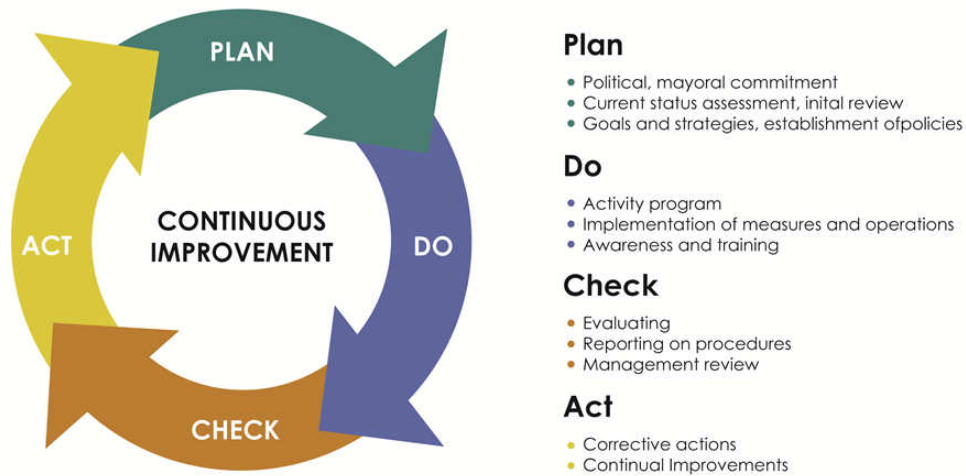 PLAN
DO
CHECK
ACT
CONTINUOUS
IMPROVEMENT
Plan
Political, mayoral commitment
Current status assessment, inital review
Goals and strategies, establishment ofpolicies
Do
Activity program
Implementation of measures and operations
Awareness and training
Check
Evaluating
Reporting on procedures
Management review
Act
Corrective actions
Continual Improvements